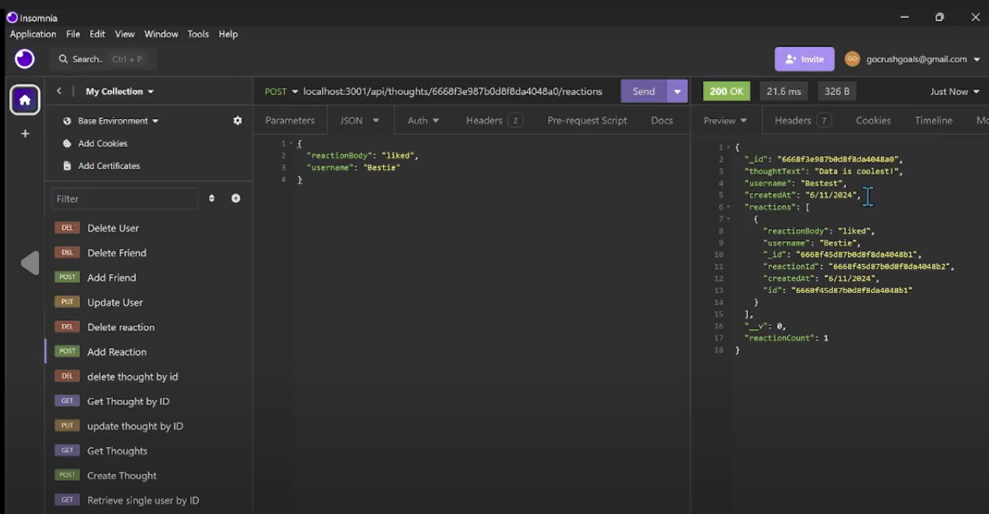 Insomnia
Application File Edit View Window Tools Help
Search.. Ctrl + P
Invite
GO gocrushgoals@gmail.com
My Collection
POST localhost:3001/api/thoughts/6668f3e987b0d8f8da4048a0/reactions Send
200 OK 21.6 ms 326 B Just Now
Base Environment
Add Cookies
Add Certificates
Filter
DEL Delete User
DEL Delete Friend
POST Add Friend
PUT Update User
DEL Delete reaction
POST Add Reaction
DEL delete thought by id
GET Get Thought by ID
PUT update thought by ID
GET Get Thoughts
POST Create Thought
GET Retrieve single user by ID
Parameters JSON Auth Headers 2 Pre-request Script Docs
1 {
2 "reactionBody": "liked",
3 "username": "Bestie"
4 }
Preview Headers 7 Cookies Timeline Mo
1 {
2 "_id": "6668f3e987b0d8f8da4048a0",
3 "thoughtText": "Data is coolest!",
4 "username": "Bestest",
5 "createdAt": "6/11/2024",
6 "reactions": [
7 {
8 "reactionBody": "liked",
9 "username": "Bestie",
10 "_id": "6668f45d87b0d8f8da4048b1",
11 "reactionId": "6668f45d87b0d8f8da4048b2",
12 "createdAt": "6/11/2024",
13 "id": "6668f45d87b0d8f8da4048b1"
14 }
15 ],
16 "__v": 0,
17 "reactionCount": 1
18 }